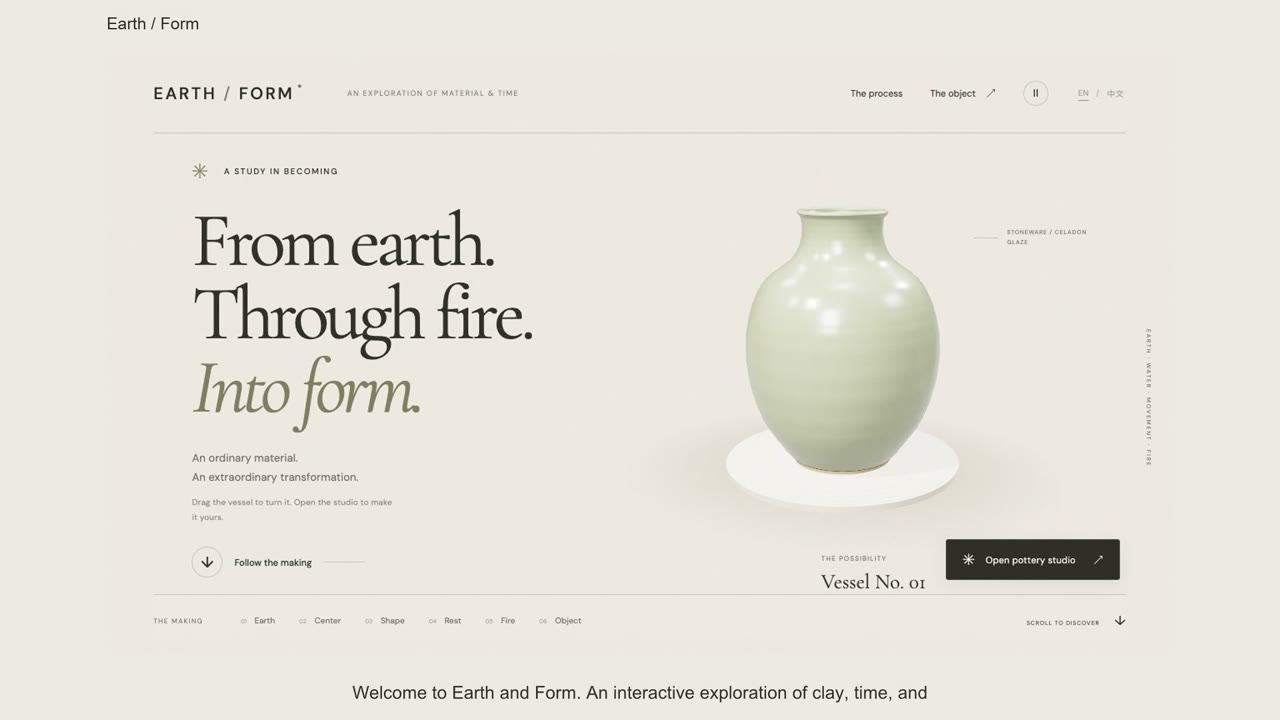 Earth / Form
EARTH / FORM
AN EXPLORATION OF MATERIAL & TIME
The process
The object
EN / 中文
A STUDY IN BECOMING
From earth.
Through fire.
Into form.
STONEWARE / CELADON
GLAZE
EARTH · WATER · MOVEMENT · FIRE
An ordinary material.
An extraordinary transformation.
Drag the vessel to turn it. Open the studio to make
it yours.
Follow the making
THE POSSIBILITY
Vessel No. 01
Open pottery studio
THE MAKING
01 Earth
02 Center
03 Shape
04 Rest
05 Fire
06 Object
SCROLL TO DISCOVER
Welcome to Earth and Form. An interactive exploration of clay, time, and